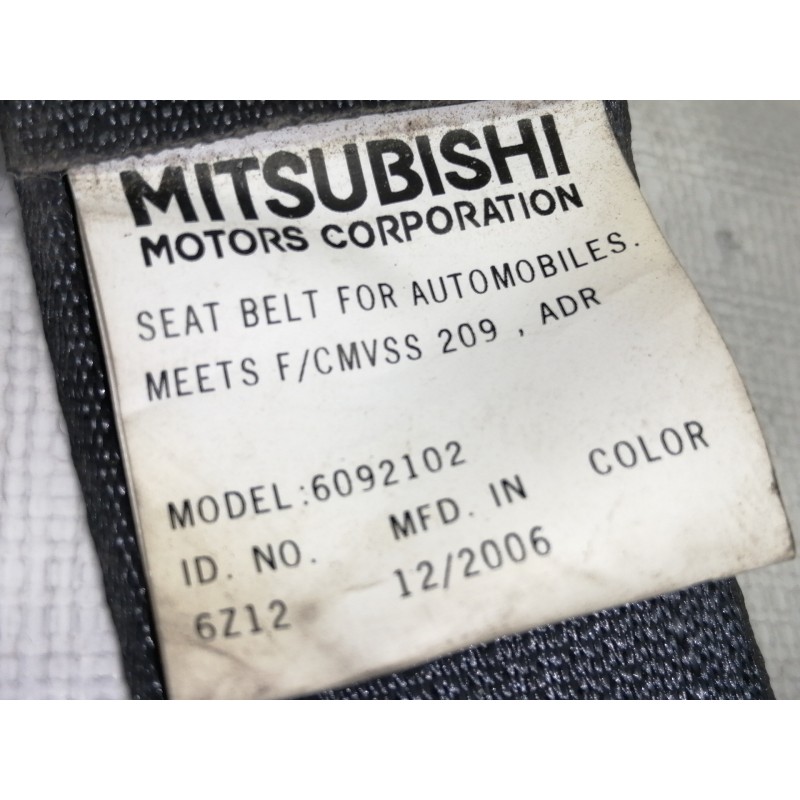 MITSUBISHI
MOTORS CORPORATION
SEAT BELT FOR AUTOMOBILES.
MEETS F/CMVSS 209 , ADR
MODEL:6092102
ID. NO. MFD. IN COLOR
6Z12 12/2006